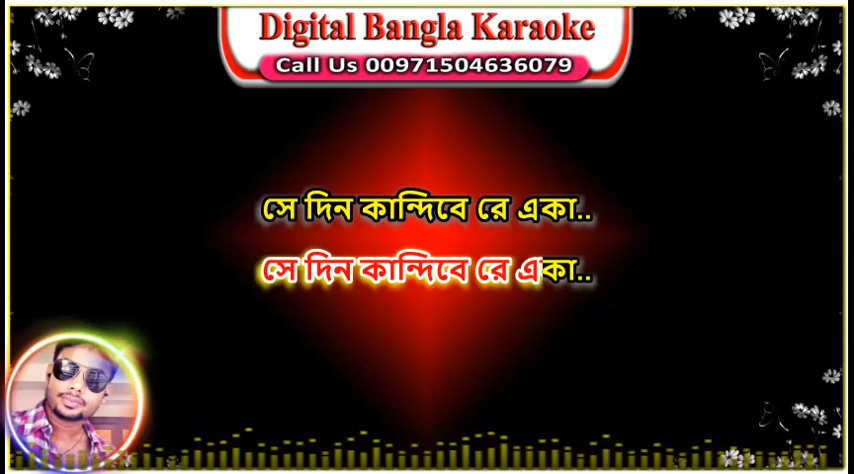 Digital Bangla Karaoke
Call Us 00971504636079
সে দিন কান্দিবে রে একা..
সে দিন কান্দিবে রে একা..